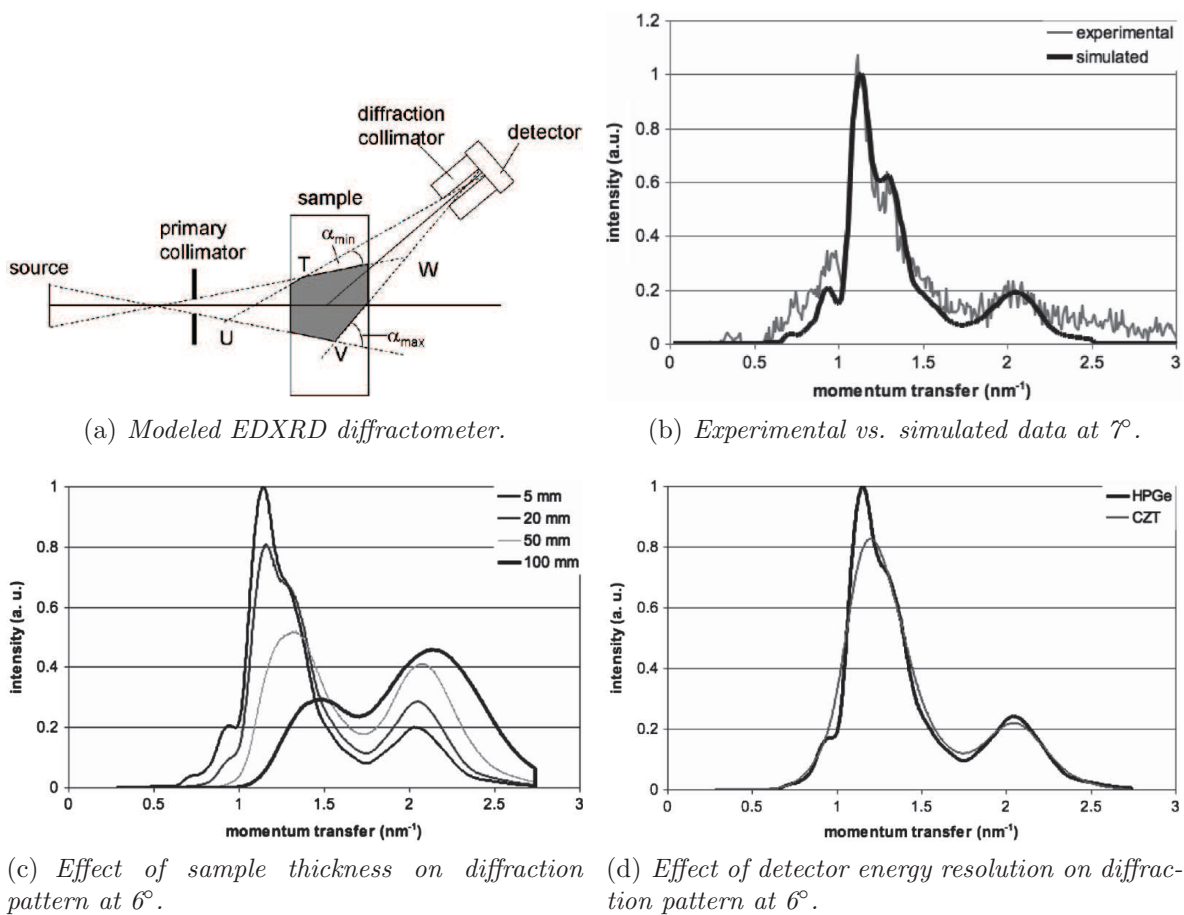 diffraction
collimator
detector
sample
primary
collimator
source
α_min
T
W
U
V
α_max
(a) Modeled EDXRD diffractometer.
experimental
simulated
intensity (a.u.)
1.2
1
0.8
0.6
0.4
0.2
0
0 0.5 1 1.5 2 2.5 3
momentum transfer (nm⁻¹)
(b) Experimental vs. simulated data at 7°.
5 mm
20 mm
50 mm
100 mm
intensity (a. u.)
1
0.8
0.6
0.4
0.2
0
0 0.5 1 1.5 2 2.5 3
momentum transfer (nm⁻¹)
(c) Effect of sample thickness on diffraction
pattern at 6°.
HPGe
CZT
intensity (a. u.)
1
0.8
0.6
0.4
0.2
0
0 0.5 1 1.5 2 2.5 3
momentum transfer (nm⁻¹)
(d) Effect of detector energy resolution on diffrac-
tion pattern at 6°.